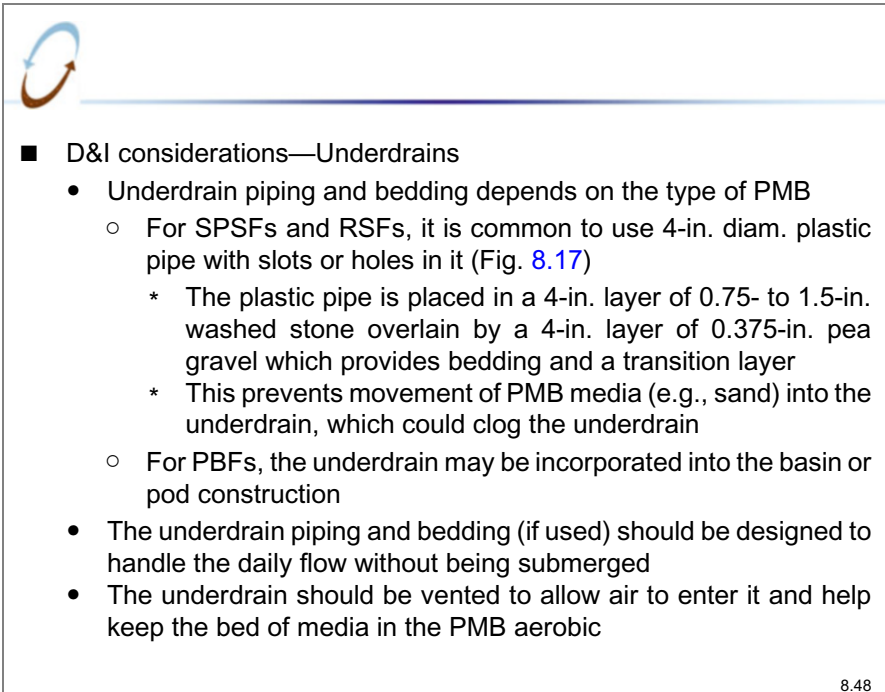 ■ D&I considerations—Underdrains
• Underdrain piping and bedding depends on the type of PMB
○ For SPSFs and RSFs, it is common to use 4-in. diam. plastic
pipe with slots or holes in it (Fig. 8.17)
* The plastic pipe is placed in a 4-in. layer of 0.75- to 1.5-in.
washed stone overlain by a 4-in. layer of 0.375-in. pea
gravel which provides bedding and a transition layer
* This prevents movement of PMB media (e.g., sand) into the
underdrain, which could clog the underdrain
○ For PBFs, the underdrain may be incorporated into the basin or
pod construction
• The underdrain piping and bedding (if used) should be designed to
handle the daily flow without being submerged
• The underdrain should be vented to allow air to enter it and help
keep the bed of media in the PMB aerobic
8.48